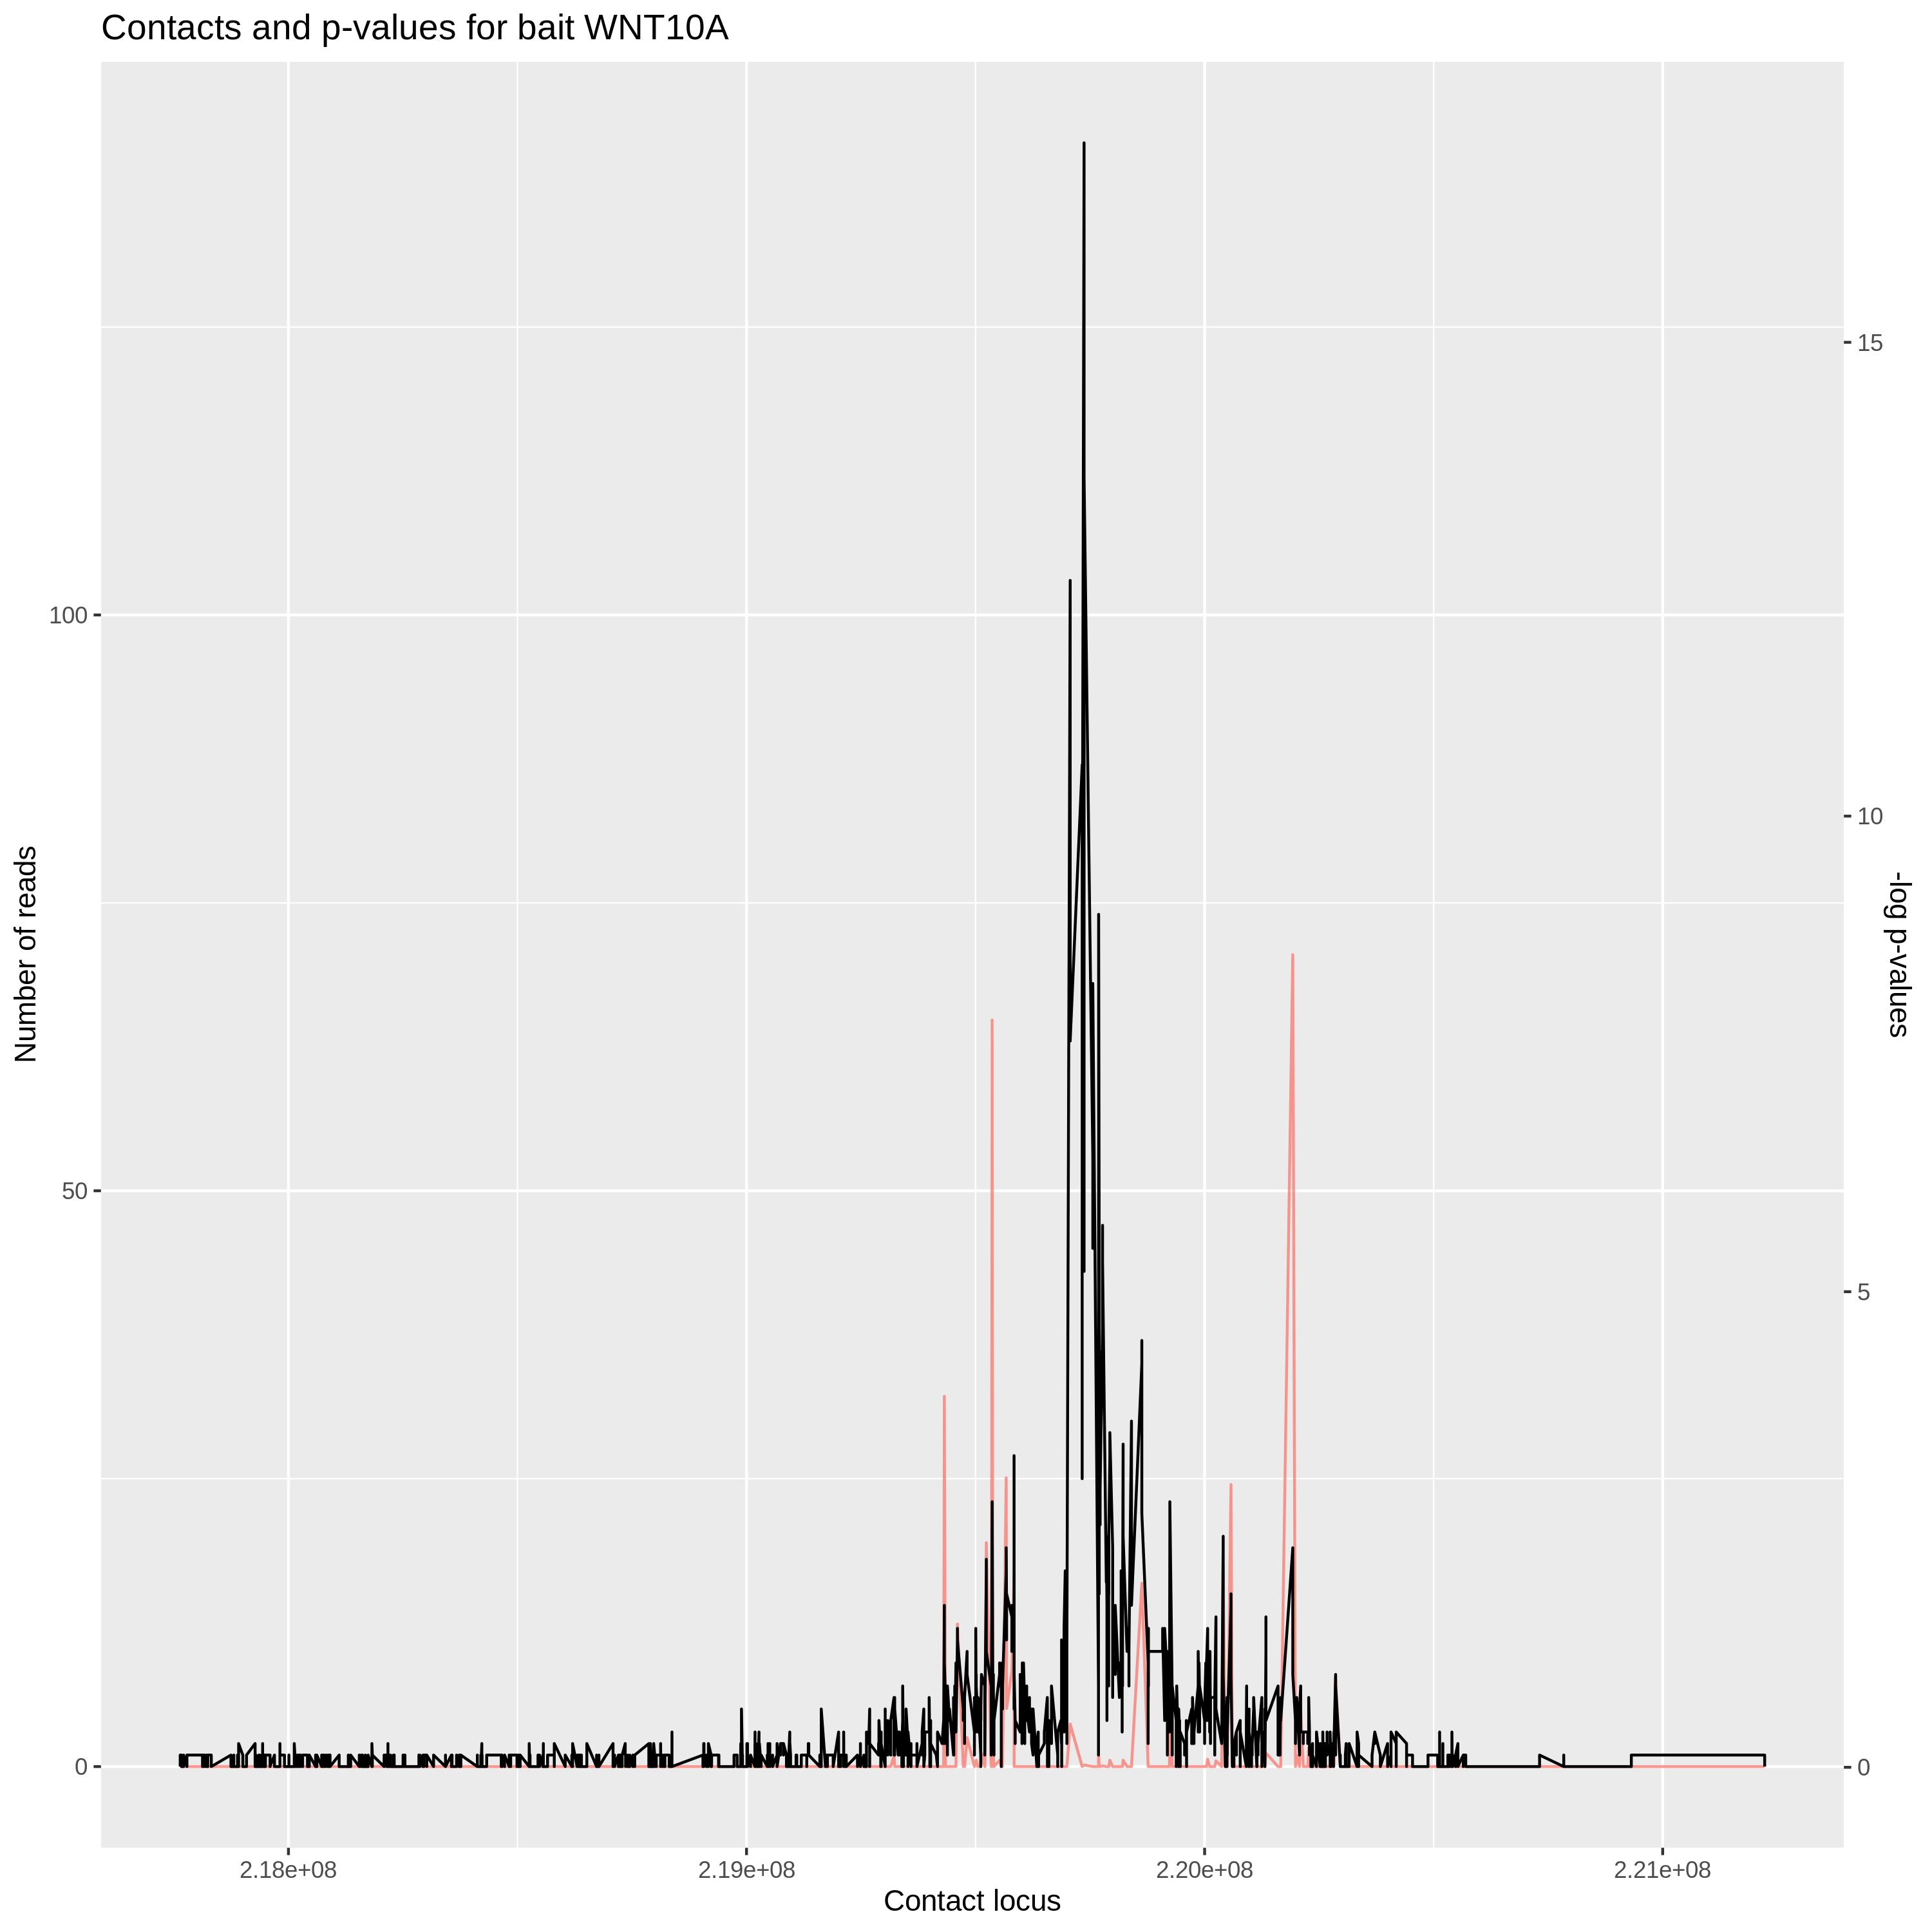 Contacts and p-values for bait WNT10A
Number of reads
100
50
0
15
10
5
0
-log p-values
2.18e+08
2.19e+08
2.20e+08
2.21e+08
Contact locus